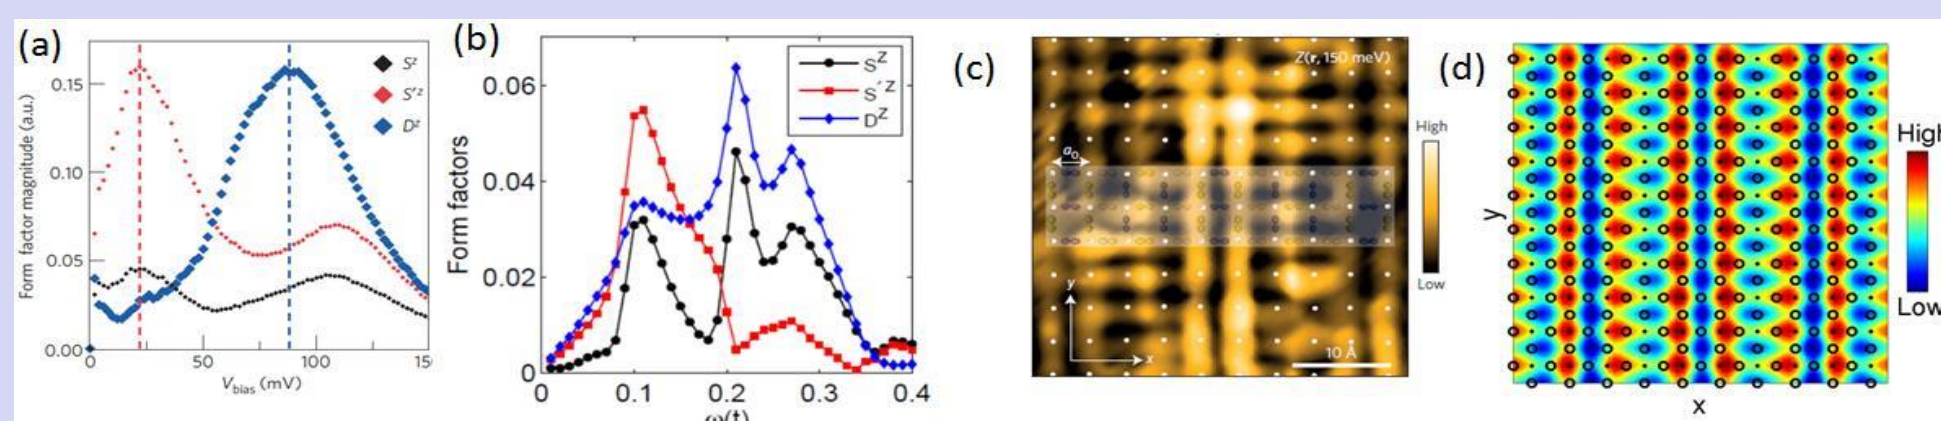 (a)
Form factor magnitude (a.u.)
0.15
0.10
0.05
0.00
0
50
100
15
V_bias (mV)
S^z
S'^z
D^z
(b)
Form factors
0.06
0.04
0.02
0
0
0.1
0.2
0.3
0.4
ω(t)
S^Z
S'^Z
D^Z
(c)
Z(r, 150 meV)
a_0
y
x
10 Å
High
Low
(d)
y
x
High
Low